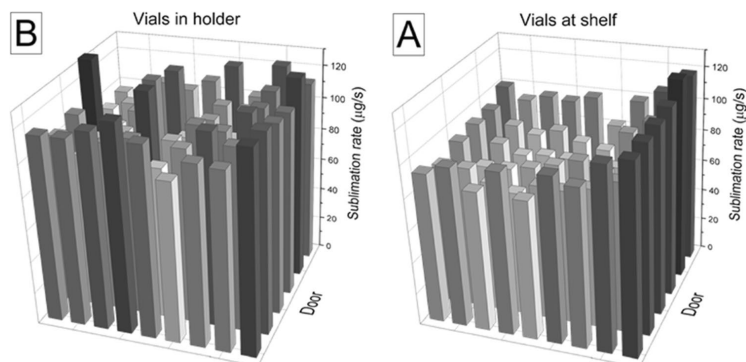 B
Vials in holder
120
100
80
60
40
20
0
Sublimation rate (µg/s)
Door
A
Vials at shelf
120
100
80
60
40
20
0
Sublimation rate (µg/s)
Door